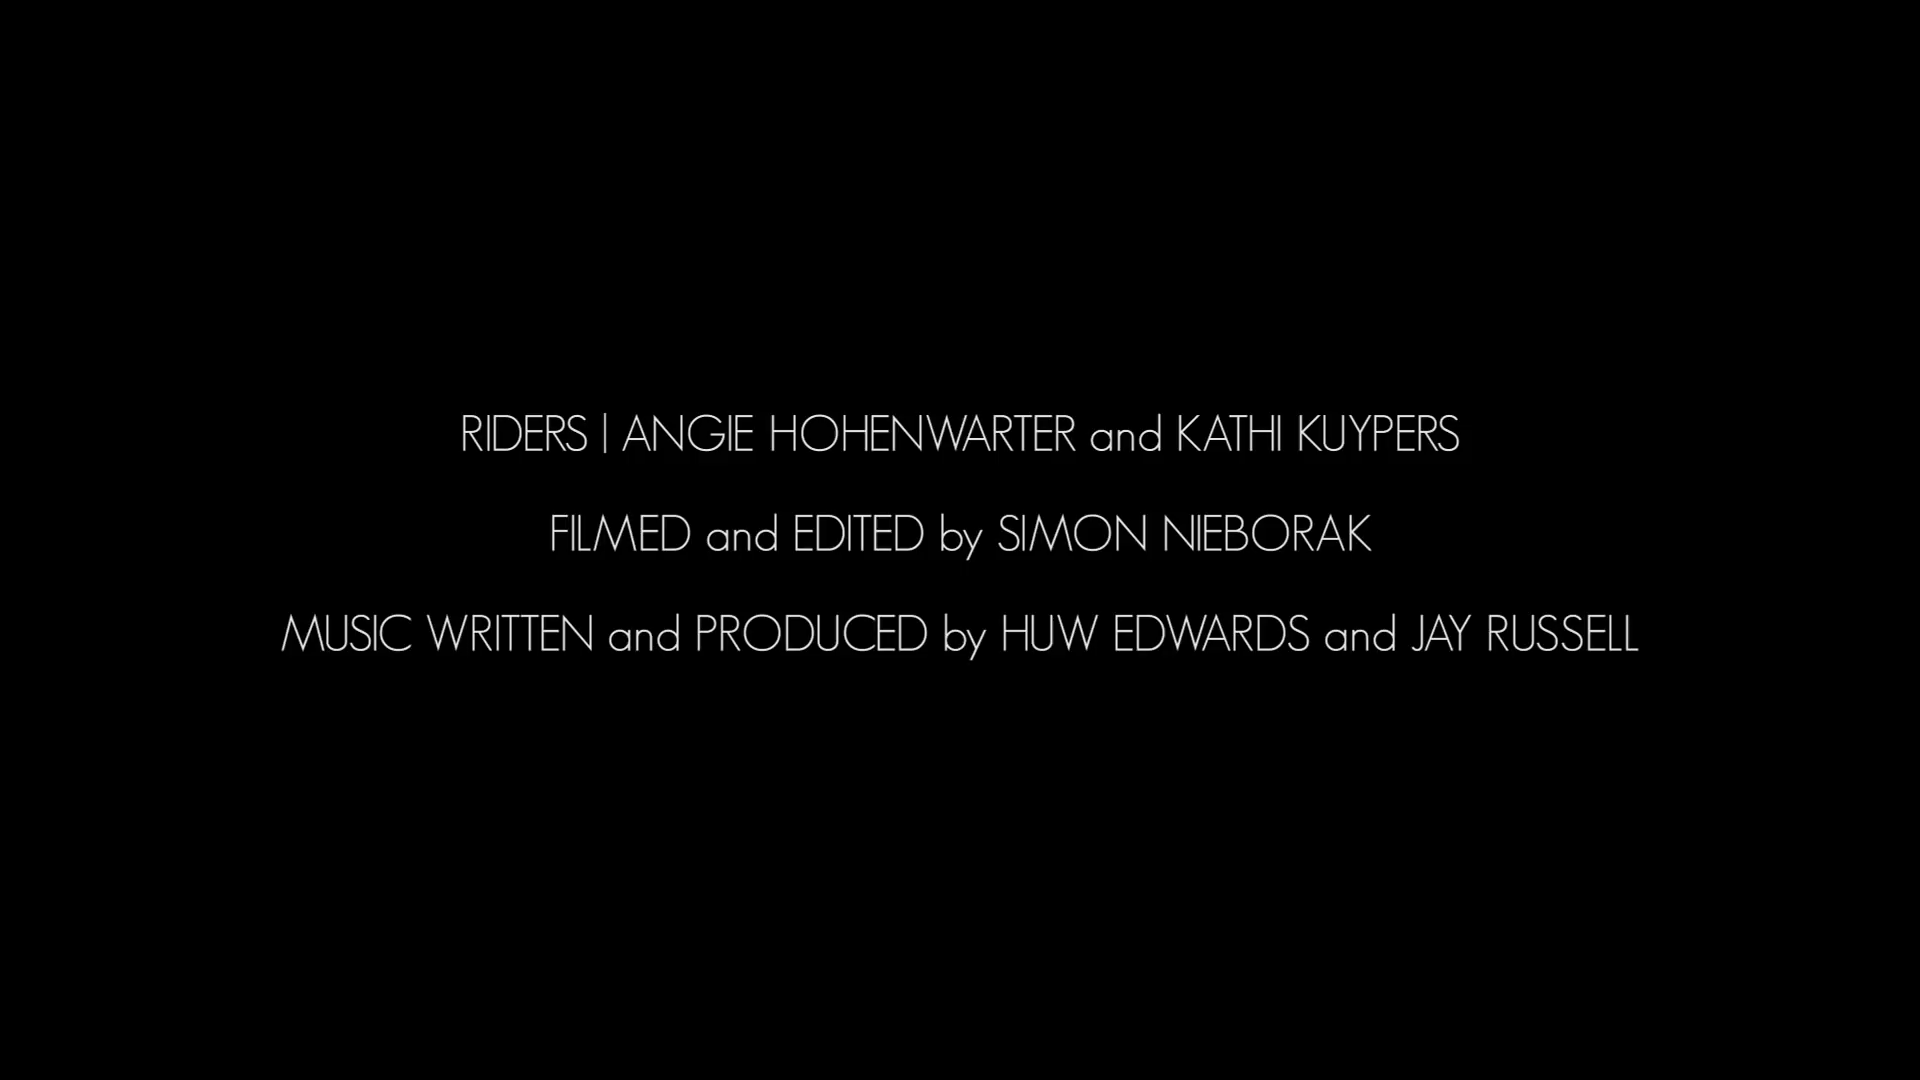 RIDERS | ANGIE HOHENWARTER and KATHI KUYPERS
FILMED and EDITED by SIMON NIEBORAK
MUSIC WRITTEN and PRODUCED by HUW EDWARDS and JAY RUSSELL